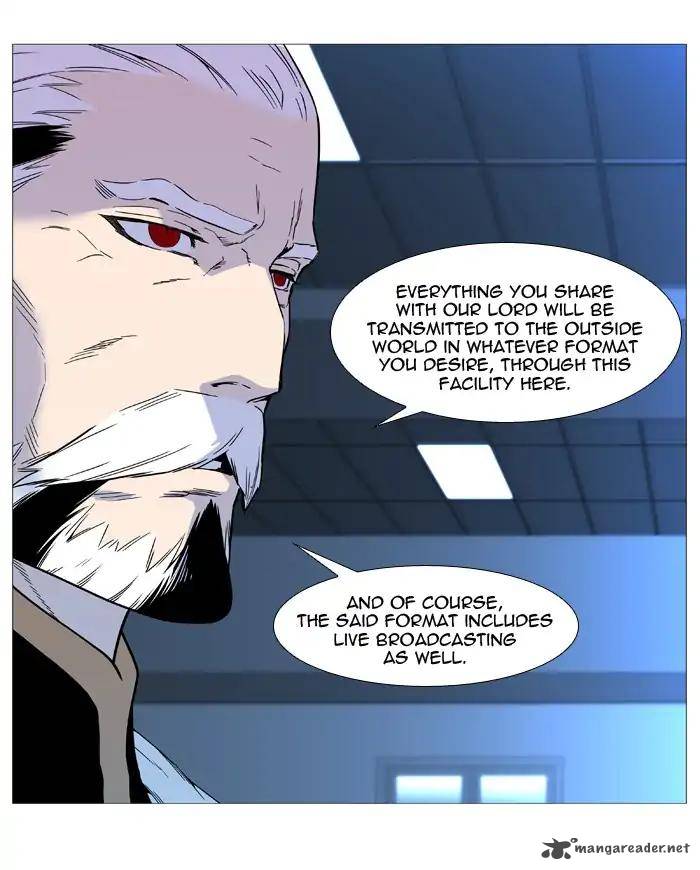 EVERYTHING YOU SHARE
WITH OUR LORD WILL BE
TRANSMITTED TO THE OUTSIDE
WORLD IN WHATEVER FORMAT
YOU DESIRE, THROUGH THIS
FACILITY HERE.
AND OF COURSE,
THE SAID FORMAT INCLUDES
LIVE BROADCASTING
AS WELL.
mangareader.net